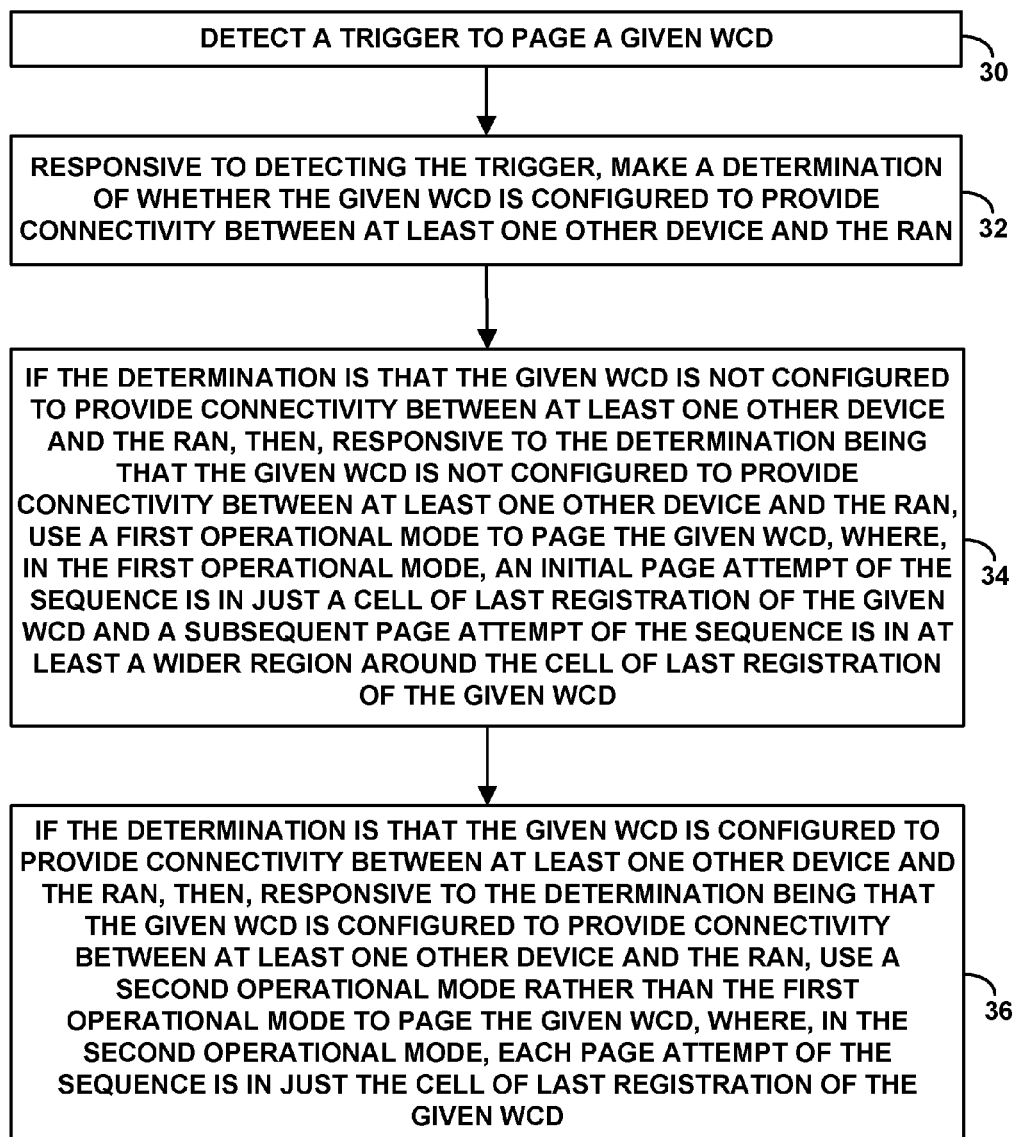 DETECT A TRIGGER TO PAGE A GIVEN WCD
30
RESPONSIVE TO DETECTING THE TRIGGER, MAKE A DETERMINATION
OF WHETHER THE GIVEN WCD IS CONFIGURED TO PROVIDE
CONNECTIVITY BETWEEN AT LEAST ONE OTHER DEVICE AND THE RAN
32
IF THE DETERMINATION IS THAT THE GIVEN WCD IS NOT CONFIGURED
TO PROVIDE CONNECTIVITY BETWEEN AT LEAST ONE OTHER DEVICE
AND THE RAN, THEN, RESPONSIVE TO THE DETERMINATION BEING
THAT THE GIVEN WCD IS NOT CONFIGURED TO PROVIDE
CONNECTIVITY BETWEEN AT LEAST ONE OTHER DEVICE AND THE RAN,
USE A FIRST OPERATIONAL MODE TO PAGE THE GIVEN WCD, WHERE,
IN THE FIRST OPERATIONAL MODE, AN INITIAL PAGE ATTEMPT OF THE
SEQUENCE IS IN JUST A CELL OF LAST REGISTRATION OF THE GIVEN
WCD AND A SUBSEQUENT PAGE ATTEMPT OF THE SEQUENCE IS IN AT
LEAST A WIDER REGION AROUND THE CELL OF LAST REGISTRATION
OF THE GIVEN WCD
34
IF THE DETERMINATION IS THAT THE GIVEN WCD IS CONFIGURED TO
PROVIDE CONNECTIVITY BETWEEN AT LEAST ONE OTHER DEVICE AND
THE RAN, THEN, RESPONSIVE TO THE DETERMINATION BEING THAT
THE GIVEN WCD IS CONFIGURED TO PROVIDE CONNECTIVITY
BETWEEN AT LEAST ONE OTHER DEVICE AND THE RAN, USE A
SECOND OPERATIONAL MODE RATHER THAN THE FIRST
OPERATIONAL MODE TO PAGE THE GIVEN WCD, WHERE, IN THE
SECOND OPERATIONAL MODE, EACH PAGE ATTEMPT OF THE
SEQUENCE IS IN JUST THE CELL OF LAST REGISTRATION OF THE
GIVEN WCD
36